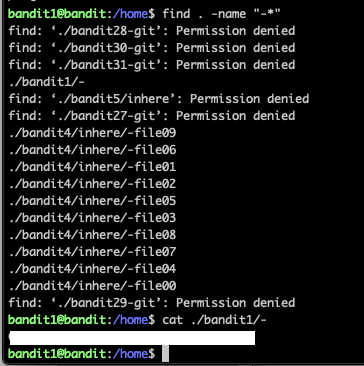 bandit1@bandit:/home$ find . -name "-*"
find: ‘./bandit28-git’: Permission denied
find: ‘./bandit30-git’: Permission denied
find: ‘./bandit31-git’: Permission denied
./bandit1/-
find: ‘./bandit5/inhere’: Permission denied
find: ‘./bandit27-git’: Permission denied
./bandit4/inhere/-file09
./bandit4/inhere/-file06
./bandit4/inhere/-file01
./bandit4/inhere/-file02
./bandit4/inhere/-file05
./bandit4/inhere/-file03
./bandit4/inhere/-file08
./bandit4/inhere/-file07
./bandit4/inhere/-file04
./bandit4/inhere/-file00
find: ‘./bandit29-git’: Permission denied
bandit1@bandit:/home$ cat ./bandit1/-
bandit1@bandit:/home$